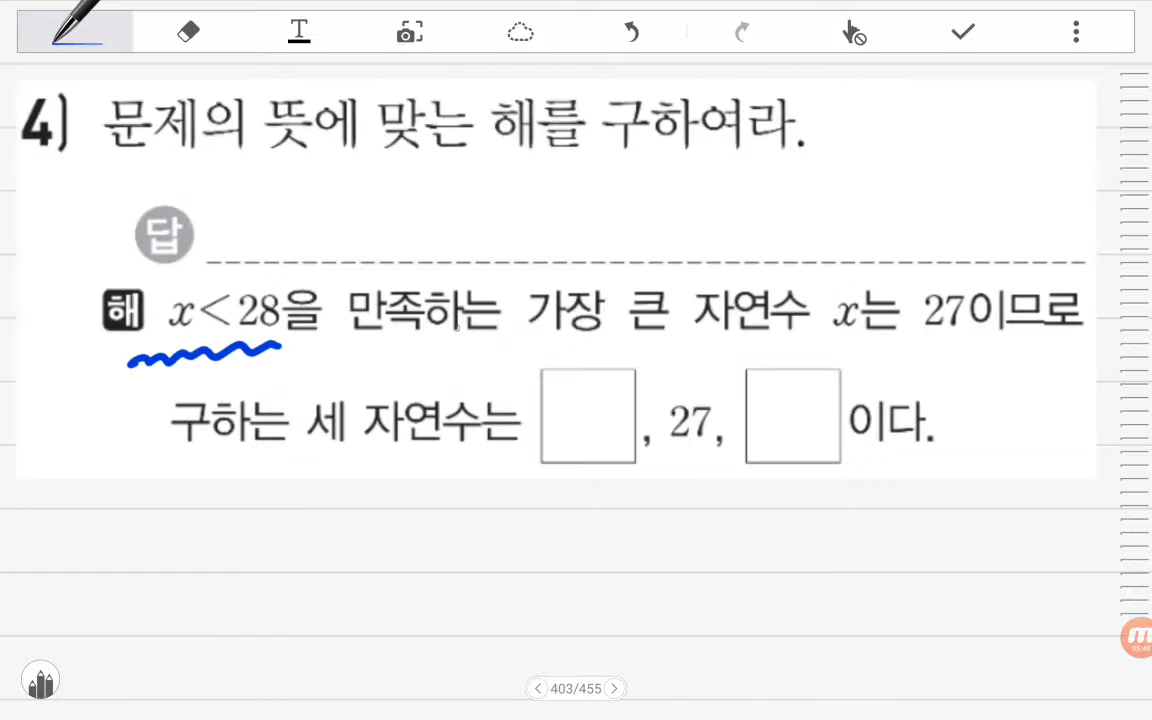 T
4) 문제의 뜻에 맞는 해를 구하여라.
답
해 x<28을 만족하는 가장 큰 자연수 x는 27이므로
구하는 세 자연수는 □, 27, □이다.
05:46
403/455